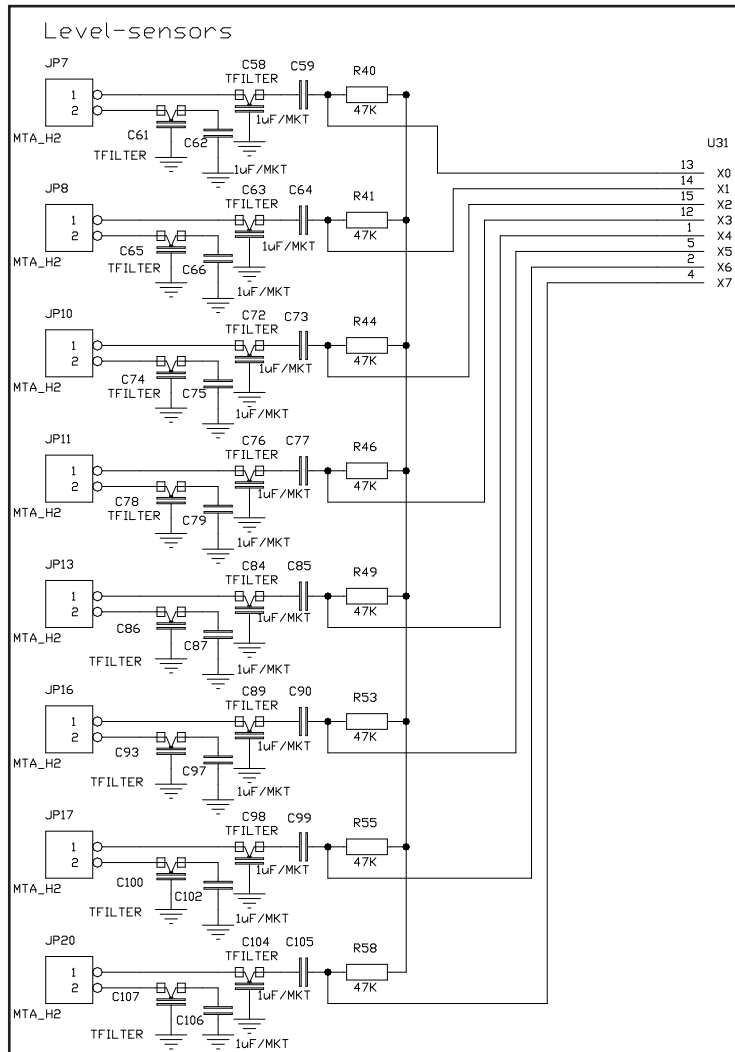 Level-sensors
JP7
1
2
MTA_H2
C61
TFILTER
C62
1uF/MKT
C58
TFILTER
C59
1uF/MKT
R40
47K
JP8
1
2
MTA_H2
C65
TFILTER
C66
1uF/MKT
C63
TFILTER
C64
1uF/MKT
R41
47K
JP10
1
2
MTA_H2
C74
TFILTER
C75
1uF/MKT
C72
TFILTER
C73
1uF/MKT
R44
47K
JP11
1
2
MTA_H2
C78
TFILTER
C79
1uF/MKT
C76
TFILTER
C77
1uF/MKT
R46
47K
JP13
1
2
MTA_H2
C86
TFILTER
C87
1uF/MKT
C84
TFILTER
C85
1uF/MKT
R49
47K
JP16
1
2
MTA_H2
C93
TFILTER
C97
1uF/MKT
C89
TFILTER
C90
1uF/MKT
R53
47K
JP17
1
2
MTA_H2
C100
TFILTER
C102
1uF/MKT
C98
TFILTER
C99
1uF/MKT
R55
47K
JP20
1
2
MTA_H2
C107
TFILTER
C106
1uF/MKT
C104
TFILTER
C105
1uF/MKT
R58
47K
U31
13 X0
14 X1
15 X2
12 X3
1 X4
5 X5
2 X6
4 X7